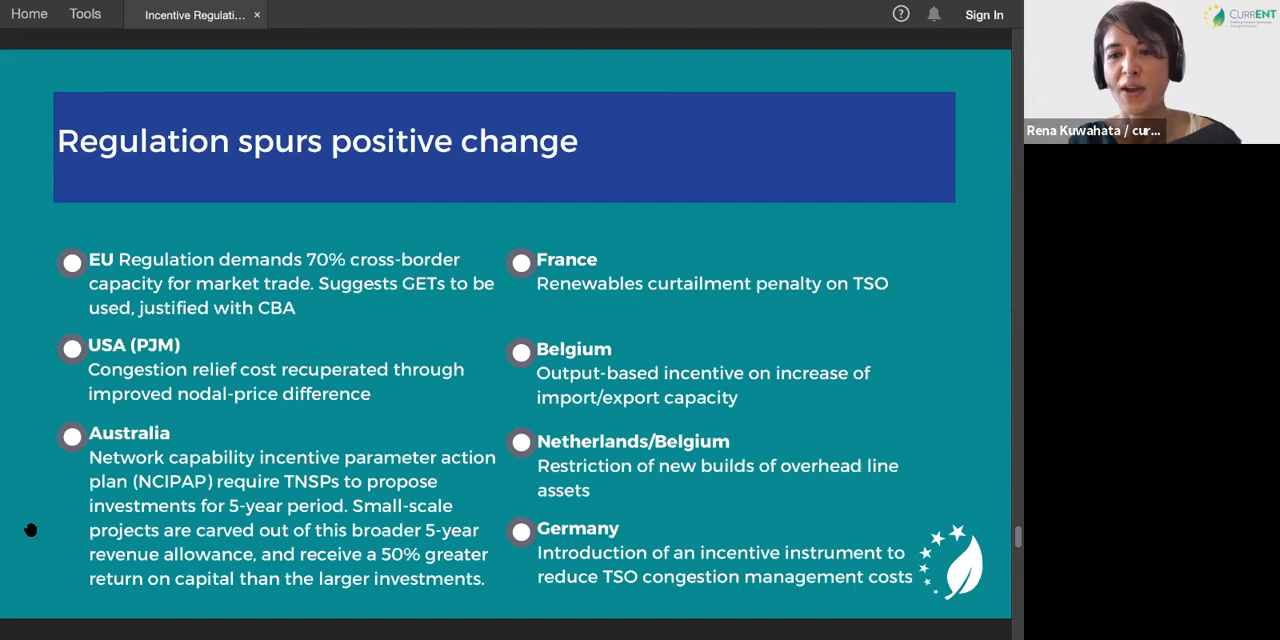 Home Tools Incentive Regulati... × ? Sign In
CURRENT
Rena Kuwahata / cur...
Regulation spurs positive change
EU Regulation demands 70% cross-border
capacity for market trade. Suggests GETs to be
used, justified with CBA
USA (PJM)
Congestion relief cost recuperated through
improved nodal-price difference
Australia
Network capability incentive parameter action
plan (NCIPAP) require TNSPs to propose
investments for 5-year period. Small-scale
projects are carved out of this broader 5-year
revenue allowance, and receive a 50% greater
return on capital than the larger investments.
France
Renewables curtailment penalty on TSO
Belgium
Output-based incentive on increase of
import/export capacity
Netherlands/Belgium
Restriction of new builds of overhead line
assets
Germany
Introduction of an incentive instrument to
reduce TSO congestion management costs